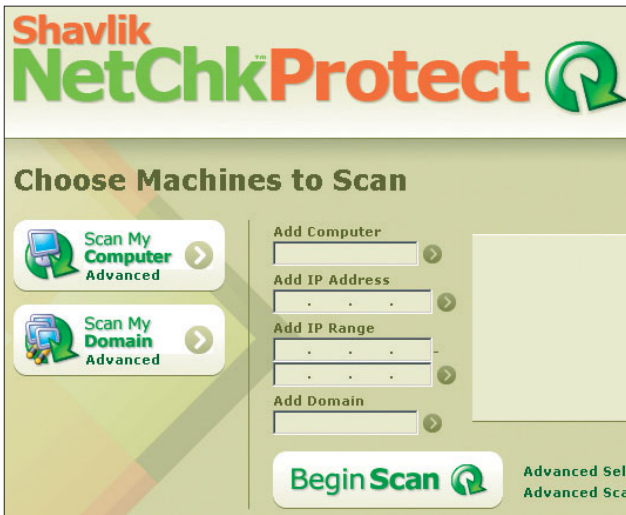 Shavlik
NetChk™Protect
Choose Machines to Scan
Scan My
Computer
Advanced
Scan My
Domain
Advanced
Add Computer
Add IP Address
. . .
Add IP Range
. . . -
. . .
Add Domain
Begin Scan
Advanced Sel
Advanced Sca